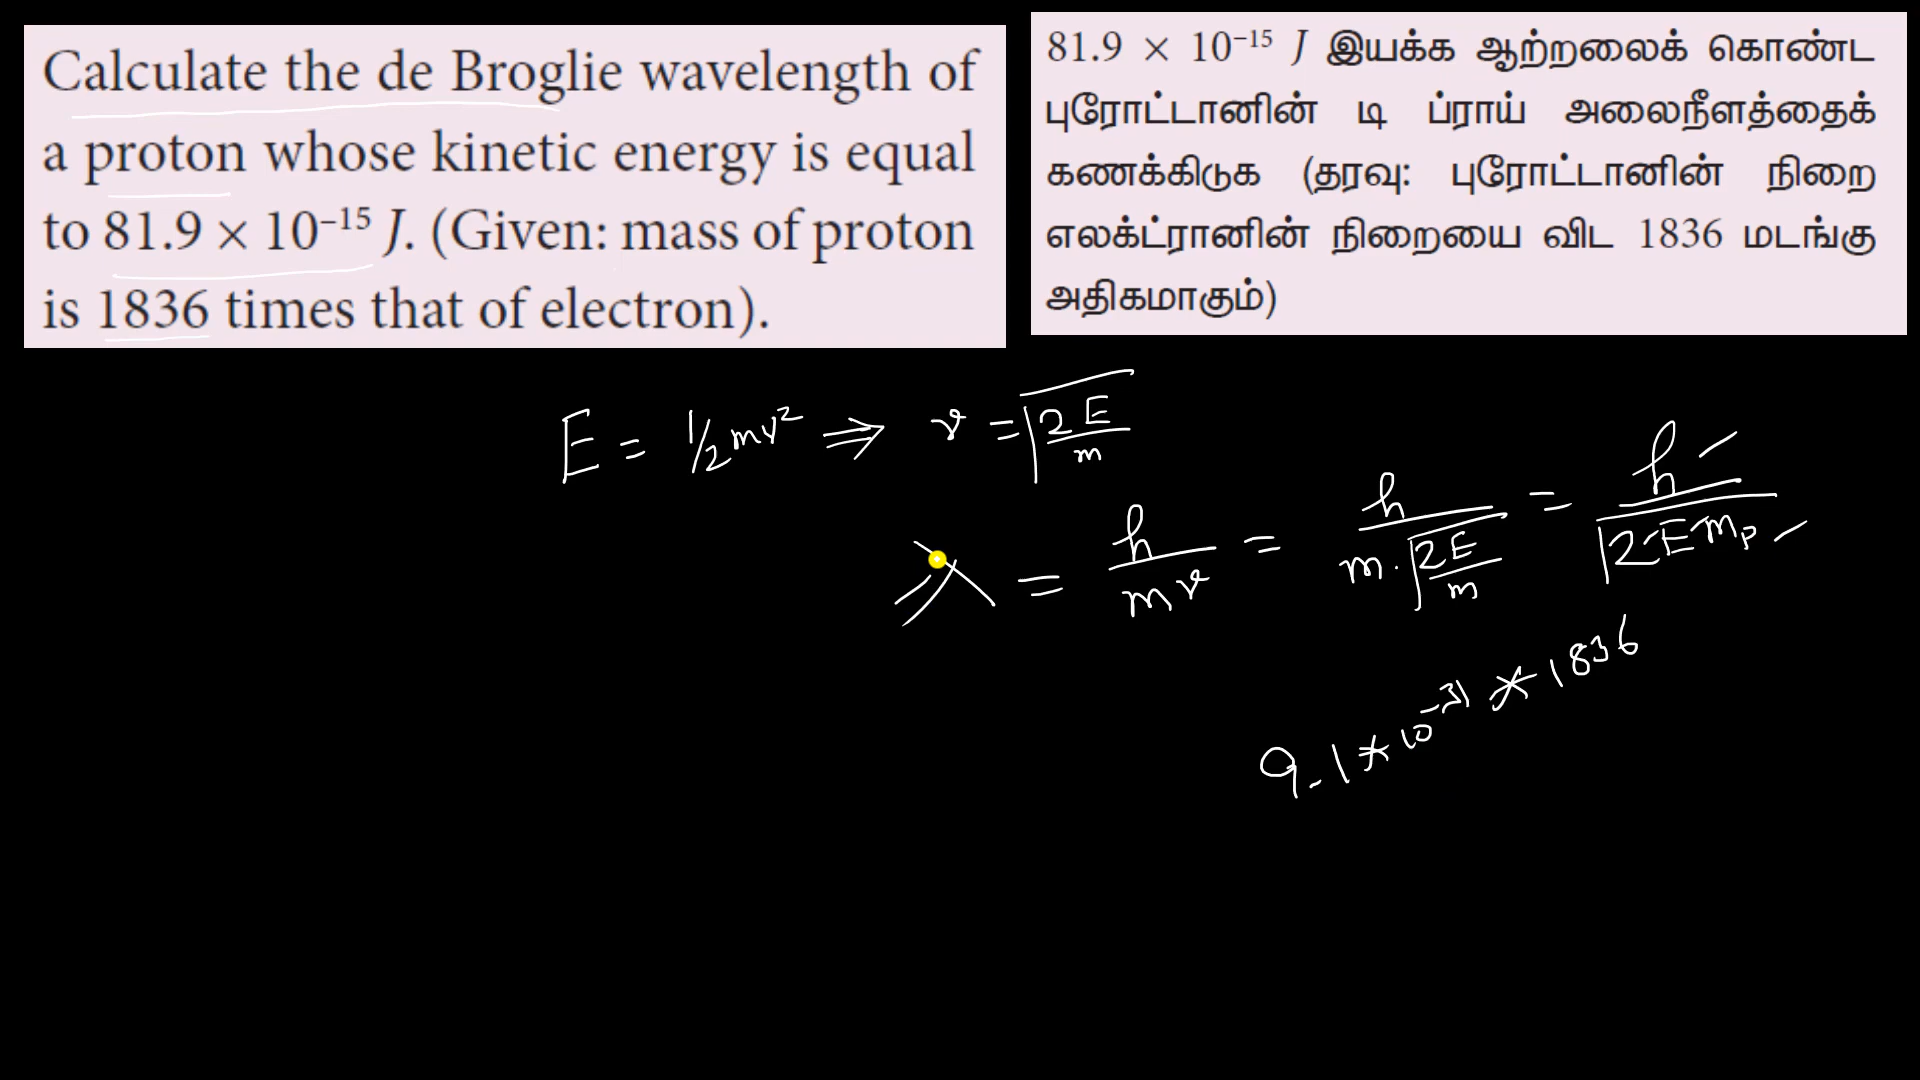 Calculate the de Broglie wavelength of
a proton whose kinetic energy is equal
to 81.9 × 10⁻¹⁵ J. (Given: mass of proton
is 1836 times that of electron).
81.9 × 10⁻¹⁵ J இயக்க ஆற்றலைக் கொண்ட
புரோட்டானின் டி ப்ராய் அலைநீளத்தைக்
கணக்கிடுக (தரவு: புரோட்டானின் நிறை
எலக்ட்ரானின் நிறையை விட 1836 மடங்கு
அதிகமாகும்)
E = 1/2 mv² ⇒ v = √(2E/m)
λ = h/mv = h/(m·√(2E/m)) = h/√(2Emₚ)
9.1 * 10⁻³¹ * 1836